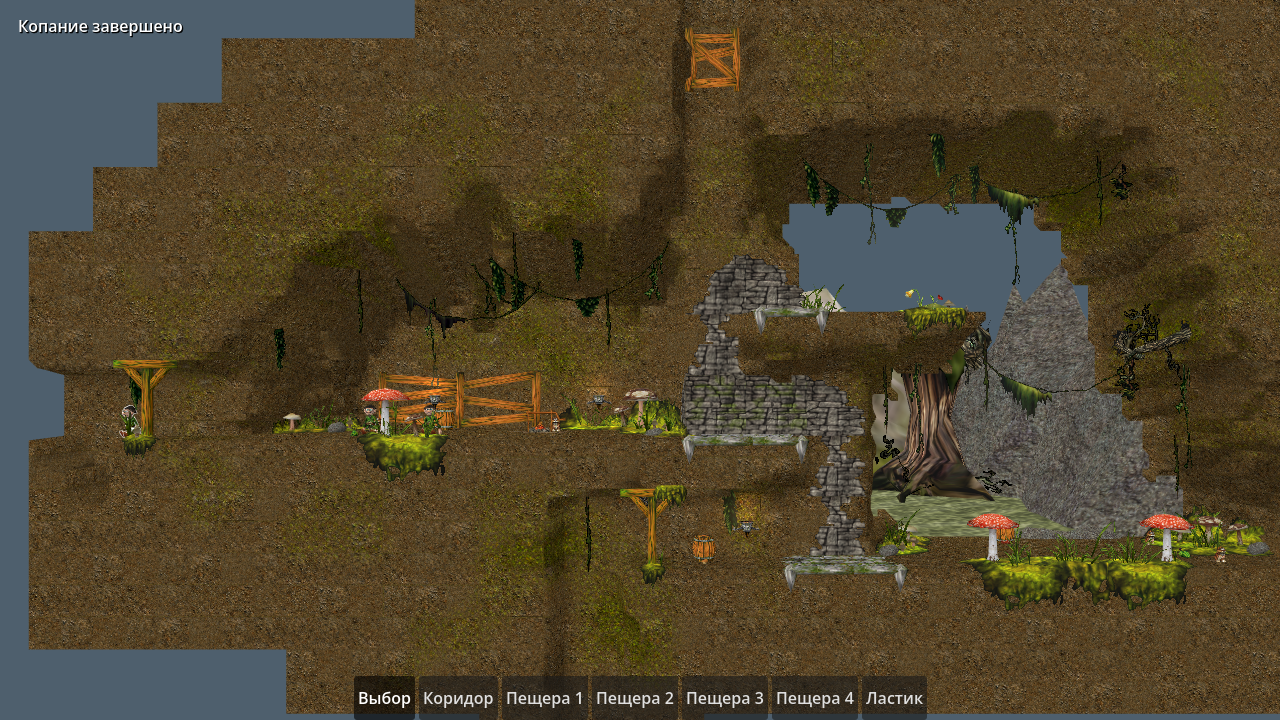 Копание завершено
Выбор Коридор Пещера 1 Пещера 2 Пещера 3 Пещера 4 Ластик